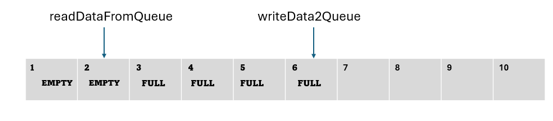 readDataFromQueue writeData2Queue
1 2 3 4 5 6 7 8 9 10
EMPTY EMPTY FULL FULL FULL FULL